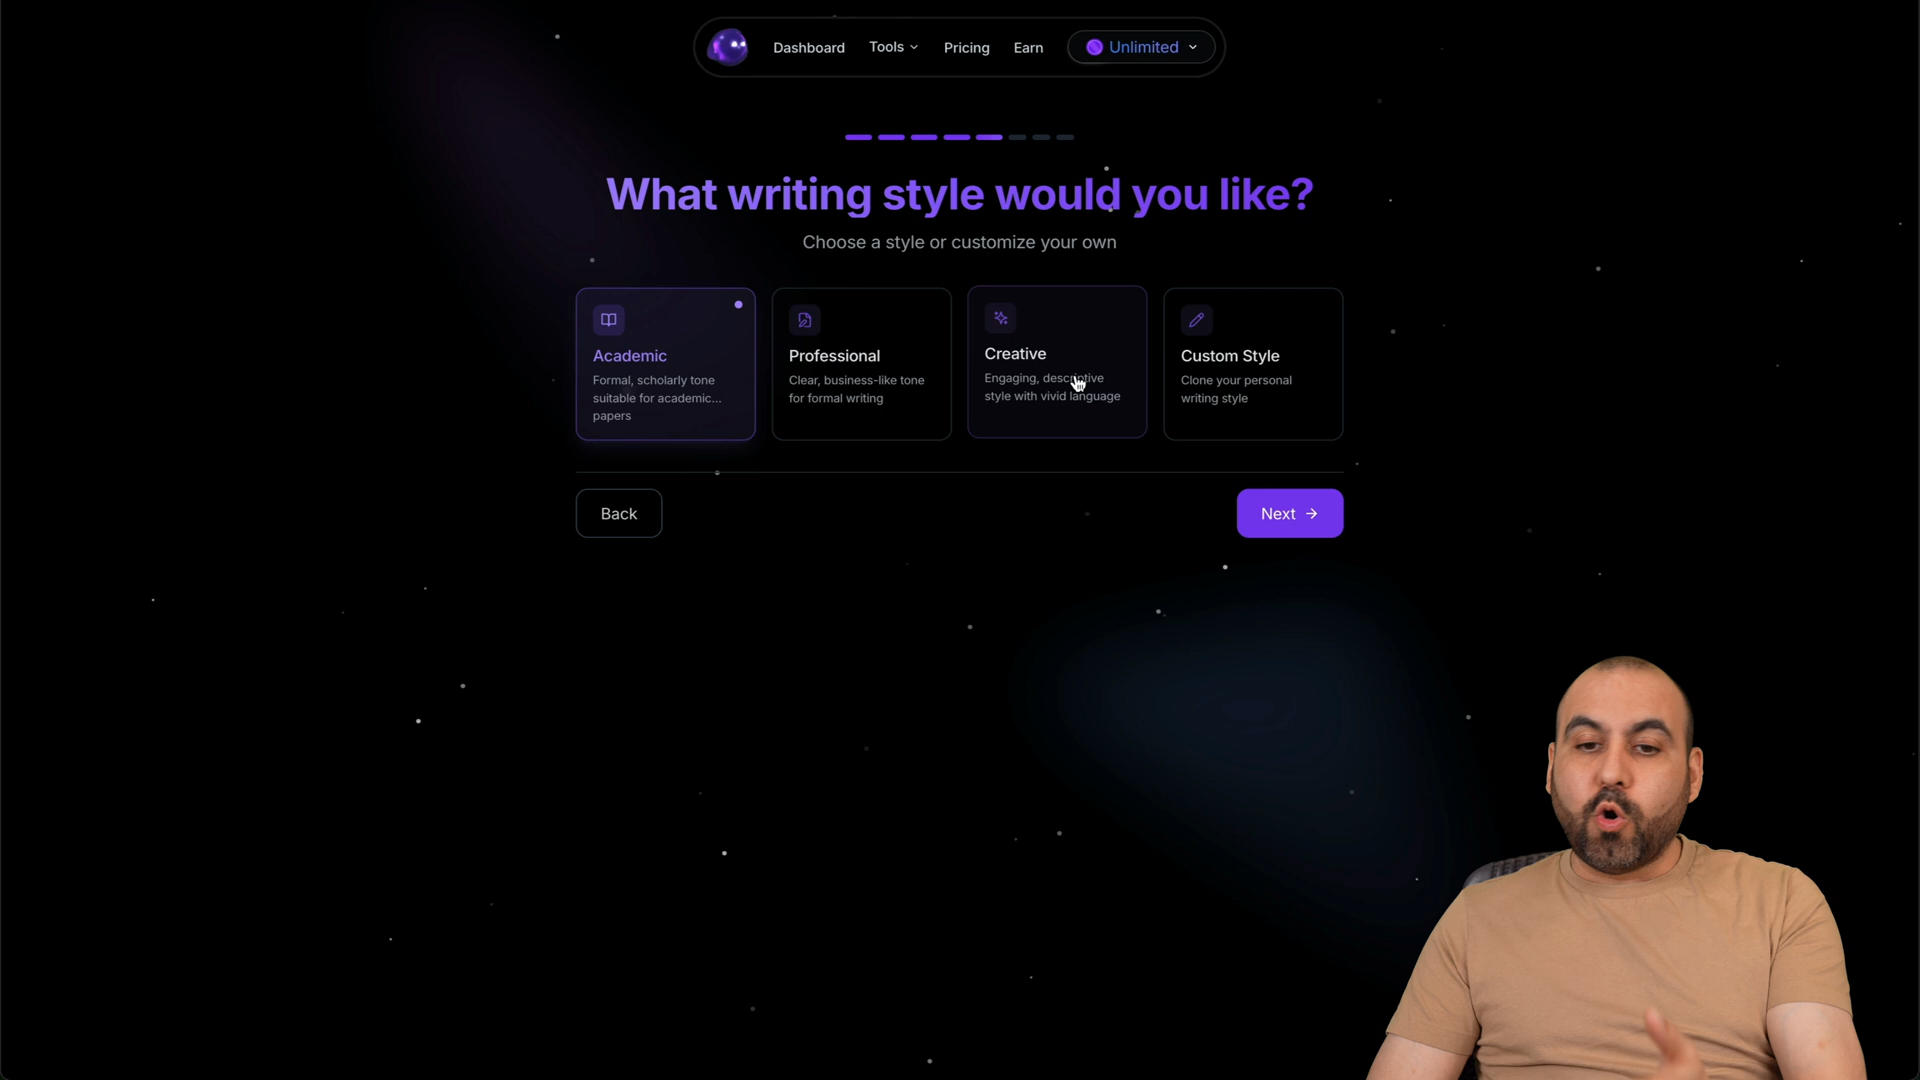 Dashboard
Tools
Pricing
Earn
Unlimited
What writing style would you like?
Choose a style or customize your own
Academic
Formal, scholarly tone
suitable for academic...
papers
Professional
Clear, business-like tone
for formal writing
Creative
Engaging, descriptive
style with vivid language
Custom Style
Clone your personal
writing style
Back
Next